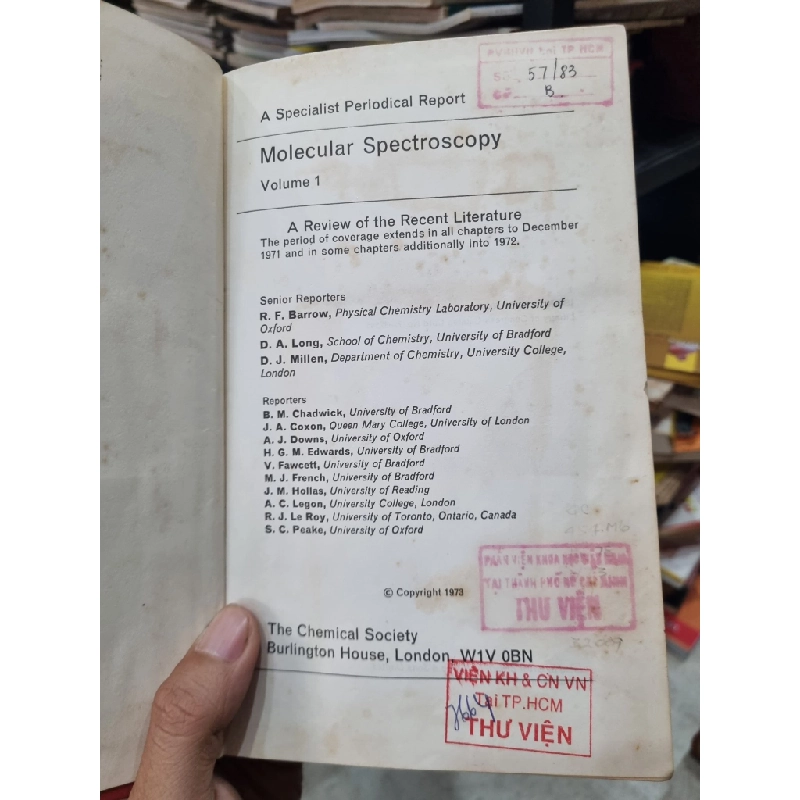 57/83
B
A Specialist Periodical Report
Molecular Spectroscopy
Volume 1
A Review of the Recent Literature
The period of coverage extends in all chapters to December
1971 and in some chapters additionally into 1972.
Senior Reporters
R. F. Barrow, Physical Chemistry Laboratory, University of
Oxford
D. A. Long, School of Chemistry, University of Bradford
D. J. Millen, Department of Chemistry, University College,
London
Reporters
B. M. Chadwick, University of Bradford
J. A. Coxon, Queen Mary College, University of London
A. J. Downs, University of Oxford
H. G. M. Edwards, University of Bradford
V. Fawcett, University of Bradford
M. J. French, University of Bradford
J. M. Hollas, University of Reading
A. C. Legon, University College, London
R. J. Le Roy, University of Toronto, Ontario, Canada
S. C. Peake, University of Oxford
THƯ VIỆN
© Copyright 1973
The Chemical Society
Burlington House, London, W1V 0BN
VIỆN KH & CN VN
Tại TP.HCM
THƯ VIỆN